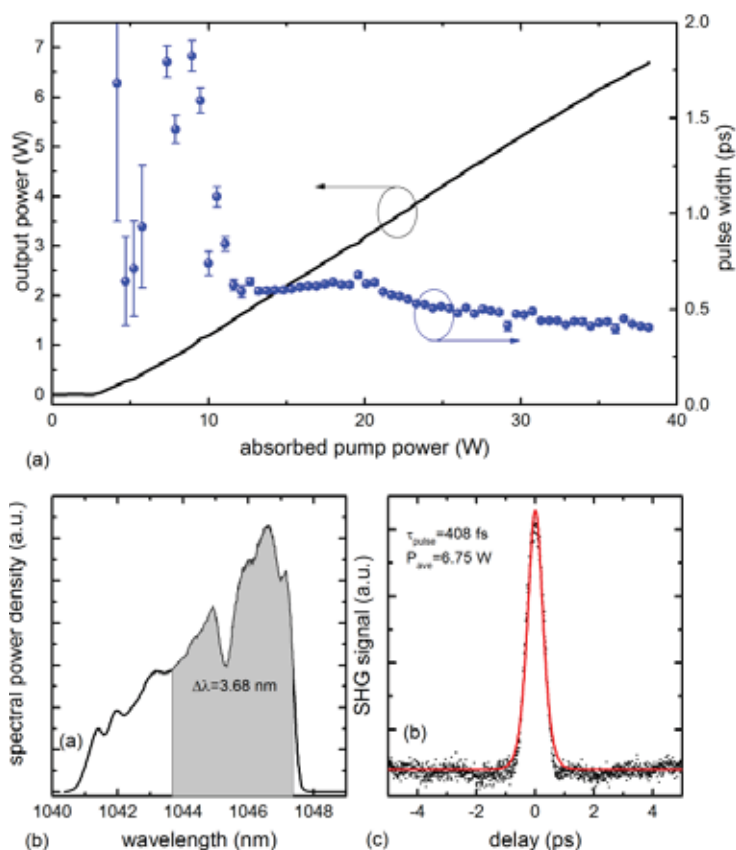 7
6
5
4
3
2
1
0
output power (W)
2.0
1.5
1.0
0.5
0.0
pulse width (ps)
0 10 20 30 40
absorbed pump power (W)
(a)
spectral power density (a.u.)
(a)
Δλ=3.68 nm
1040 1042 1044 1046 1048
(b) wavelength (nm)
SHG signal (a.u.)
τpulse=408 fs
Pave=6.75 W
(b)
-4 -2 0 2 4
(c) delay (ps)